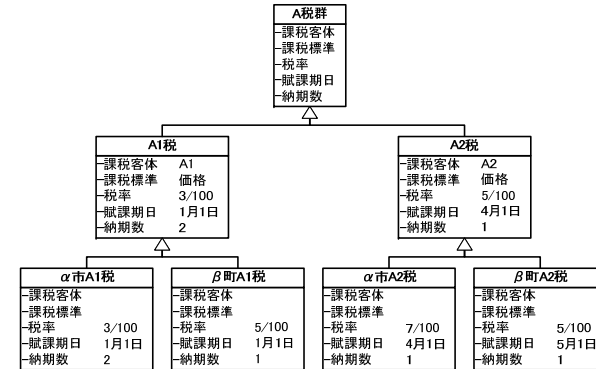 A税群
-課税客体
-課税標準
-税率
-賦課期日
-納期数
A1税
-課税客体 A1
-課税標準 価格
-税率 3/100
-賦課期日 1月1日
-納期数 2
A2税
-課税客体 A2
-課税標準 価格
-税率 5/100
-賦課期日 4月1日
-納期数 1
α市A1税
-課税客体
-課税標準
-税率 3/100
-賦課期日 1月1日
-納期数 2
β町A1税
-課税客体
-課税標準
-税率 5/100
-賦課期日 1月1日
-納期数 1
α市A2税
-課税客体
-課税標準
-税率 7/100
-賦課期日 4月1日
-納期数 1
β町A2税
-課税客体
-課税標準
-税率 5/100
-賦課期日 5月1日
-納期数 1